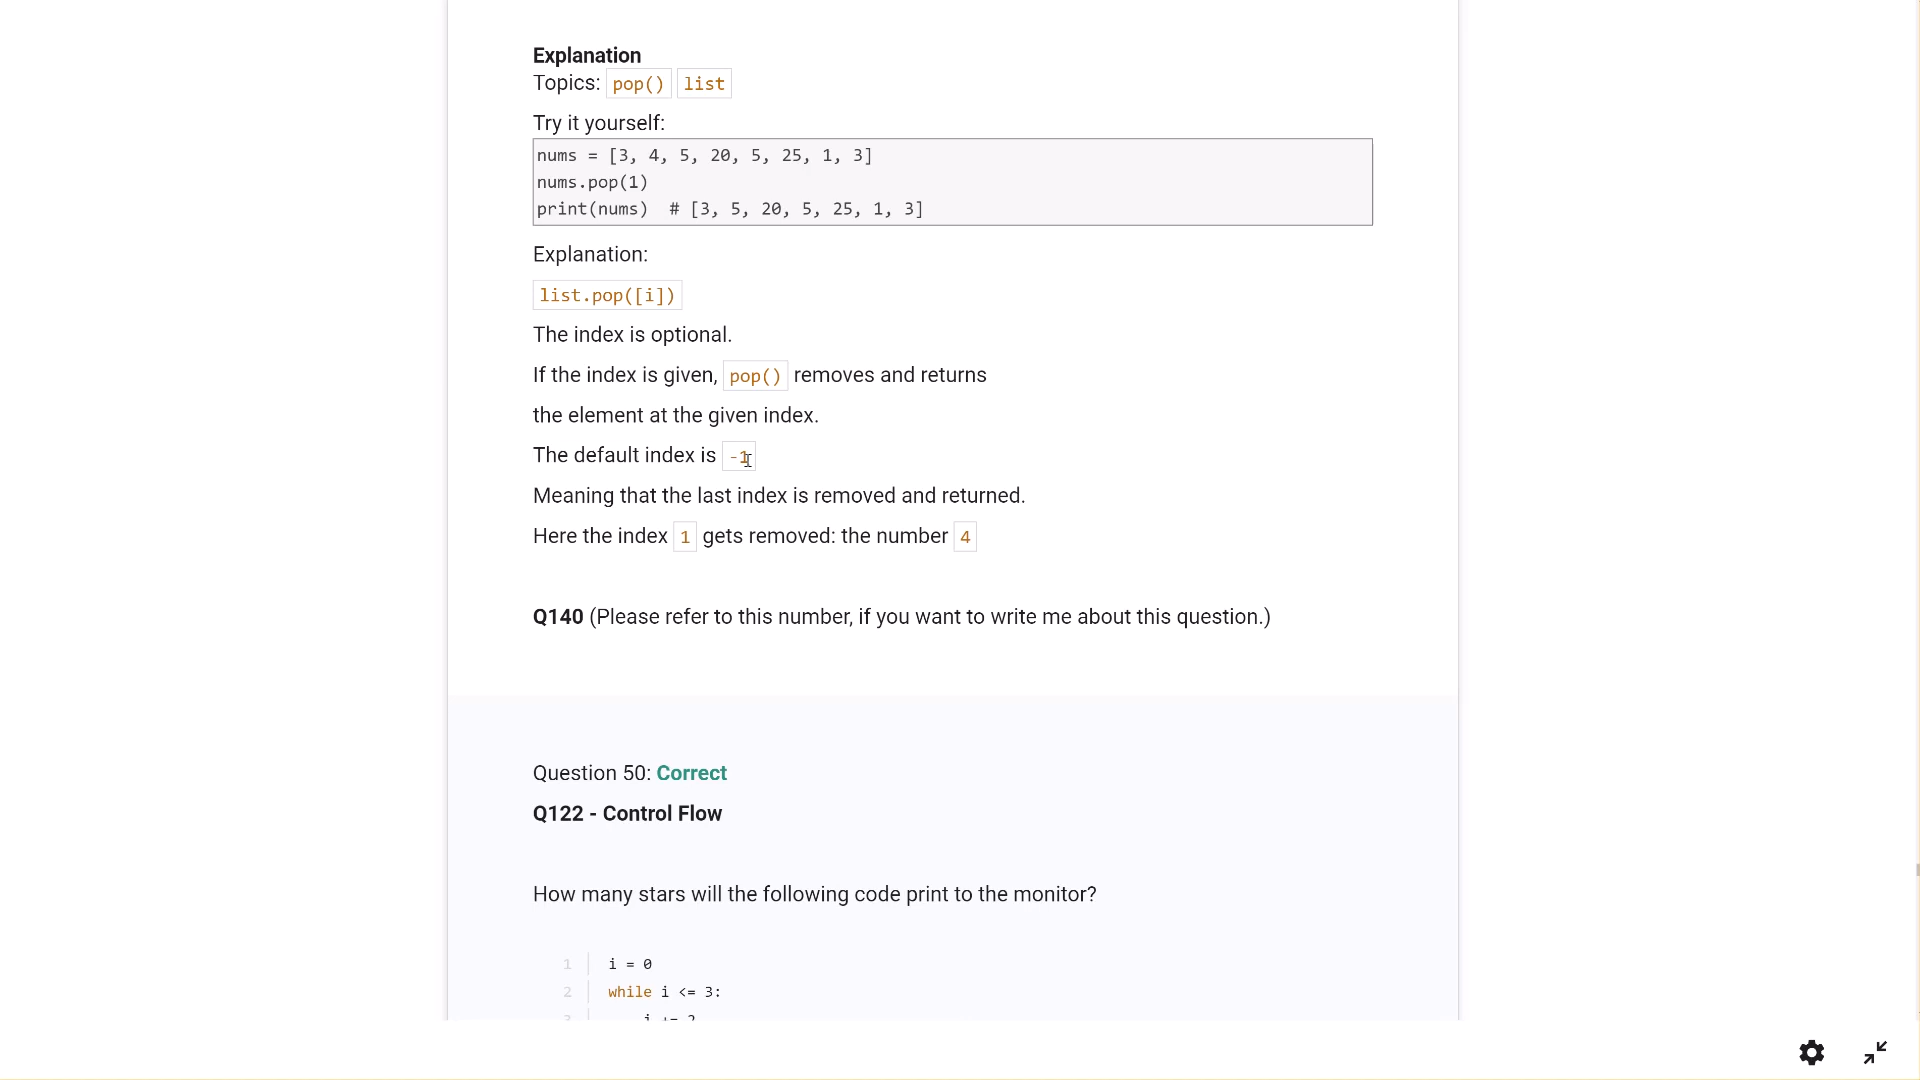 Explanation
Topics: pop() list
Try it yourself:
nums = [3, 4, 5, 20, 5, 25, 1, 3]
nums.pop(1)
print(nums)  # [3, 5, 20, 5, 25, 1, 3]
Explanation:
list.pop([i])
The index is optional.
If the index is given, pop() removes and returns
the element at the given index.
The default index is -1
Meaning that the last index is removed and returned.
Here the index 1 gets removed: the number 4
Q140 (Please refer to this number, if you want to write me about this question.)
Question 50: Correct
Q122 - Control Flow
How many stars will the following code print to the monitor?
1 i = 0
2 while i <= 3:
3 i += 2